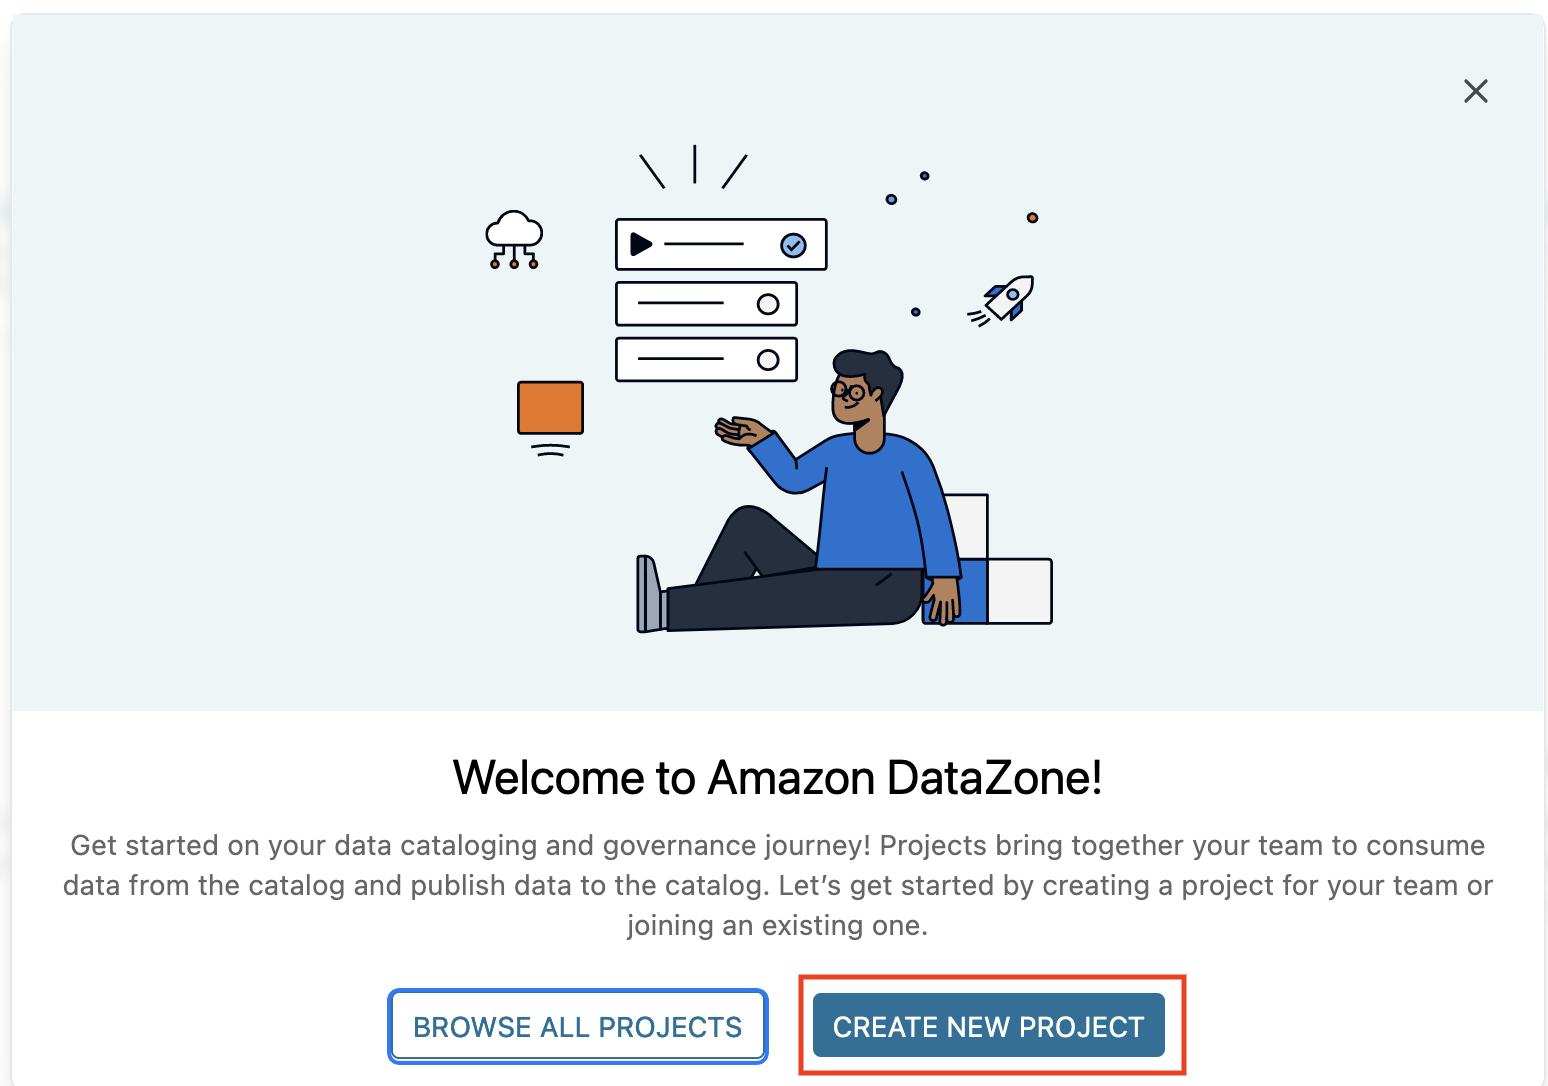 Welcome to Amazon DataZone!
Get started on your data cataloging and governance journey! Projects bring together your team to consume
data from the catalog and publish data to the catalog. Let’s get started by creating a project for your team or
joining an existing one.
BROWSE ALL PROJECTS
CREATE NEW PROJECT